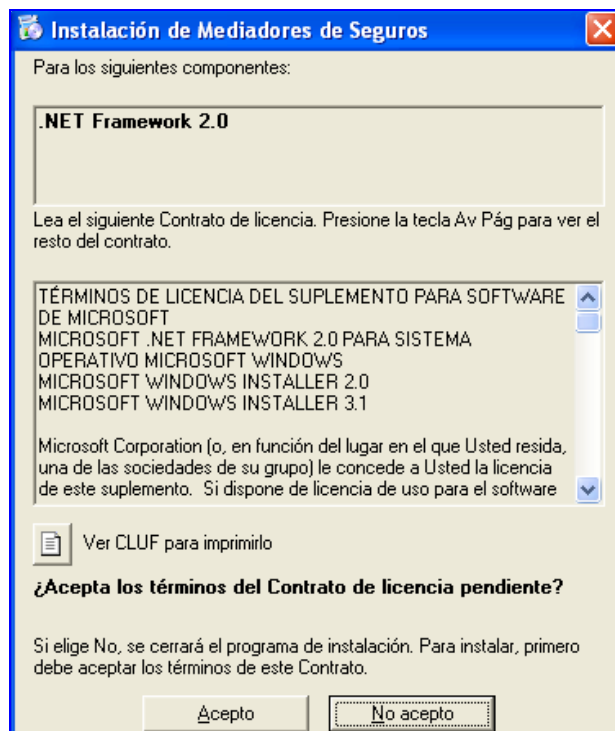 Instalación de Mediadores de Seguros
Para los siguientes componentes:
.NET Framework 2.0
Lea el siguiente Contrato de licencia. Presione la tecla Av Pág para ver el
resto del contrato.
TÉRMINOS DE LICENCIA DEL SUPLEMENTO PARA SOFTWARE
DE MICROSOFT
MICROSOFT .NET FRAMEWORK 2.0 PARA SISTEMA
OPERATIVO MICROSOFT WINDOWS
MICROSOFT WINDOWS INSTALLER 2.0
MICROSOFT WINDOWS INSTALLER 3.1
Microsoft Corporation (o, en función del lugar en el que Usted resida,
una de las sociedades de su grupo) le concede a Usted la licencia
de este suplemento.  Si dispone de licencia de uso para el software
Ver CLUF para imprimirlo
¿Acepta los términos del Contrato de licencia pendiente?
Si elige No, se cerrará el programa de instalación. Para instalar, primero
debe aceptar los términos de este Contrato.
Acepto
No acepto